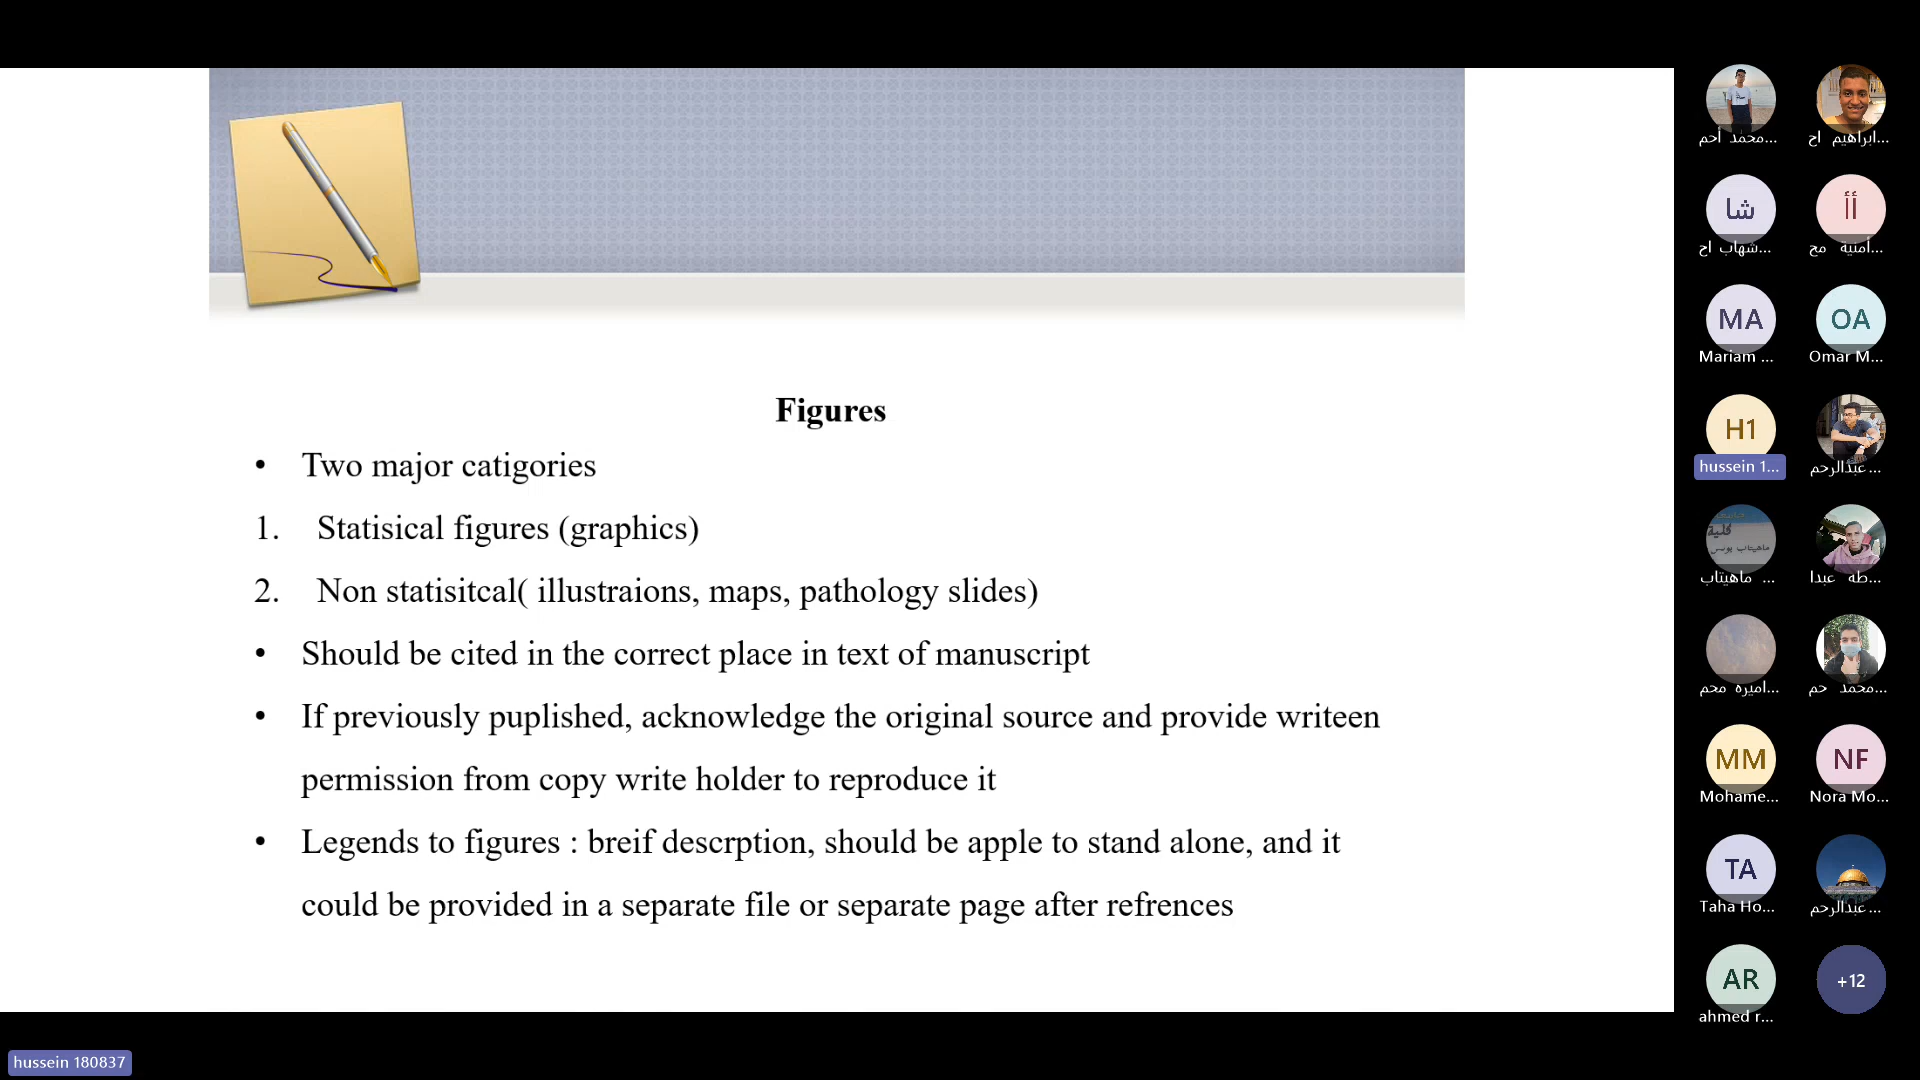 Figures
• Two major catigories
1. Statisical figures (graphics)
2. Non statisitcal( illustraions, maps, pathology slides)
• Should be cited in the correct place in text of manuscript
• If previously puplished, acknowledge the original source and provide writeen
permission from copy write holder to reproduce it
• Legends to figures : breif descrption, should be apple to stand alone, and it
could be provided in a separate file or separate page after refrences
محمد أحم...
ابراهيم اح...
شا
أأ
شهاب اح...
أمنية مح...
MA
OA
Mariam ...
Omar M...
H1
hussein 1...
عبدالرحم...
كلية
ماهيتاب يونس
ماهيتاب ...
طه عبدا...
اميره محم...
محمد حم...
MM
NF
Mohame...
Nora Mo...
TA
Taha Ho...
عبدالرحم...
AR
+12
ahmed r...
hussein 180837